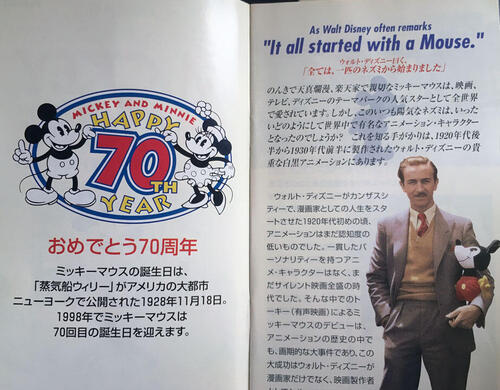 MICKEY AND MINNIE
HAPPY
70TH
YEAR
おめでとう70周年
ミッキーマウスの誕生日は、
「蒸気船ウィリー」がアメリカの大都市
ニューヨークで公開された1928年11月18日。
1998年でミッキーマウスは
70回目の誕生日を迎えます。
As Walt Disney often remarks
"It all started with a Mouse."
ウォルト・ディズニー曰く、
「全ては、一匹のネズミから始まりました」
のんきで天真爛漫、楽天家で親切なミッキーマウスは、映画、
テレビ、ディズニーのテーマパークの人気スターとして全世界
で愛されています。しかし、このいつも陽気なネズミは、いっ
たいどのようにして世界中で有名なアニメーション・キャラクター
となったのでしょうか? これを知る手がかりは、1920年代後
半から1930年代前半に製作されたウォルト・ディズニーの貴
重な白黒アニメーションにあります。
ウォルト・ディズニーがカンザスシ
ティーで、漫画家としての人生をスタ
ートさせた1920年代初めの頃、
アニメーションはまだ認知度の
低いものでした。一貫したパ
ーソナリティーを持つアニ
メ・キャラクターはなく、ま
だサイレント映画全盛の時
代でした。そんな中でのト
ーキー(有声映画)によるミ
ッキーマウスのデビューは、
アニメーションの歴史の中で
も、画期的な大事件であり、こ
の大成功はウォルト・ディズニーが
漫画家だけでなく、映画製作者